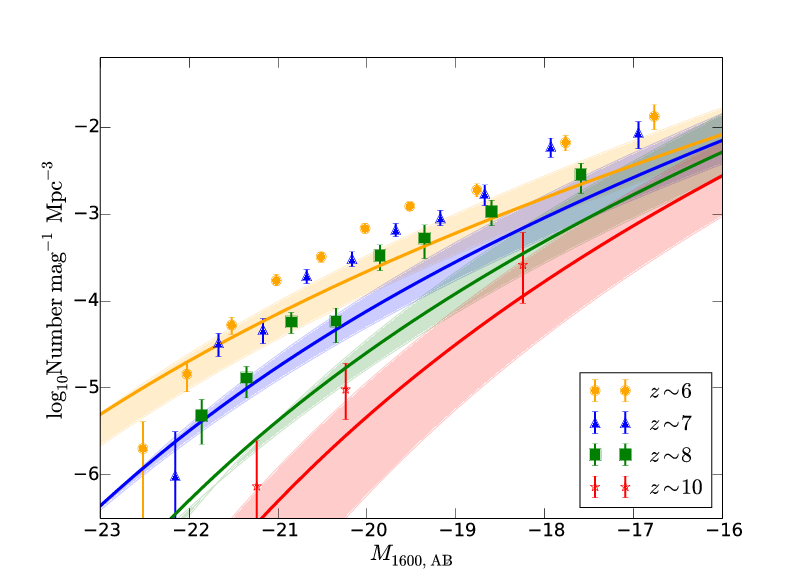 log₁₀Number mag⁻¹ Mpc⁻³
−2
−3
−4
−5
−6
z∼6
z∼7
z∼8
z∼10
−23 −22 −21 −20 −19 −18 −17 −16
M₁₆₀₀, AB